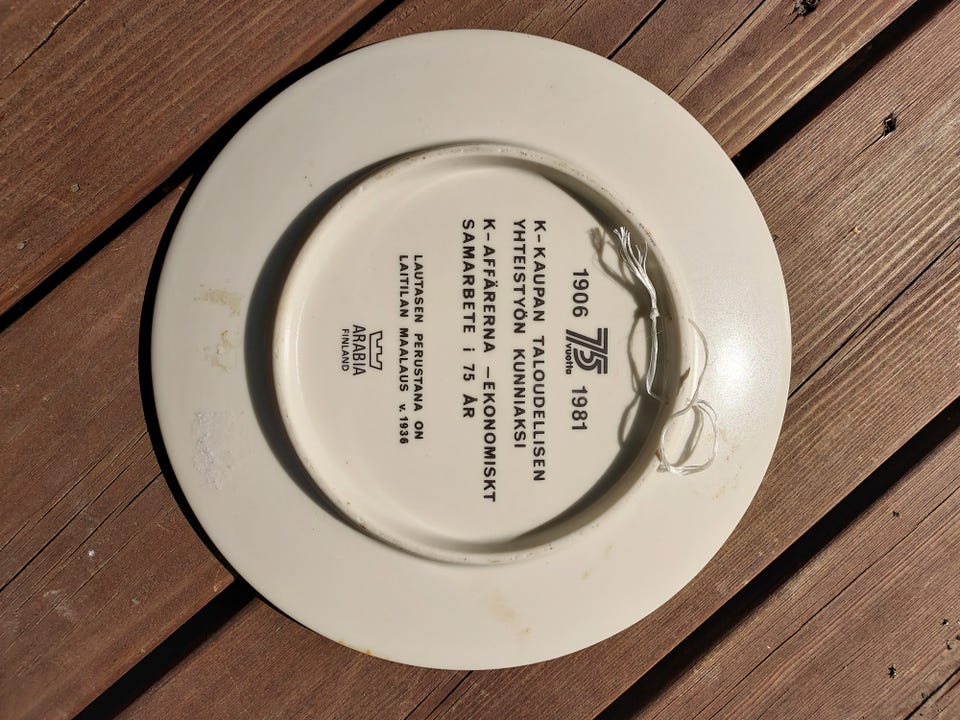 1906 75 vuotta 1981
K-KAUPAN TALOUDELLISEN
YHTEISTYÖN KUNNIAKSI
K-AFFÄRERNA -EKONOMISKT
SAMARBETE i 75 ÅR
LAUTASEN PERUSTANA ON
LAITILAN MAALAUS v. 1936
ARABIA
FINLAND